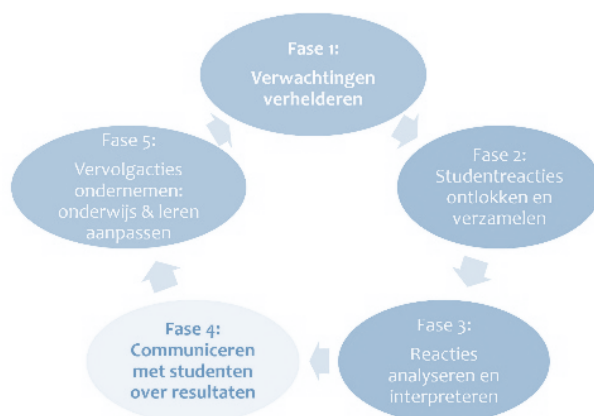 Fase 1:
Verwachtingen
verhelderen
Fase 2:
Studentreacties
ontlokken en
verzamelen
Fase 3:
Reacties
analyseren en
interpreteren
Fase 4:
Communiceren
met studenten
over resultaten
Fase 5:
Vervolgacties
ondernemen:
onderwijs & leren
aanpassen